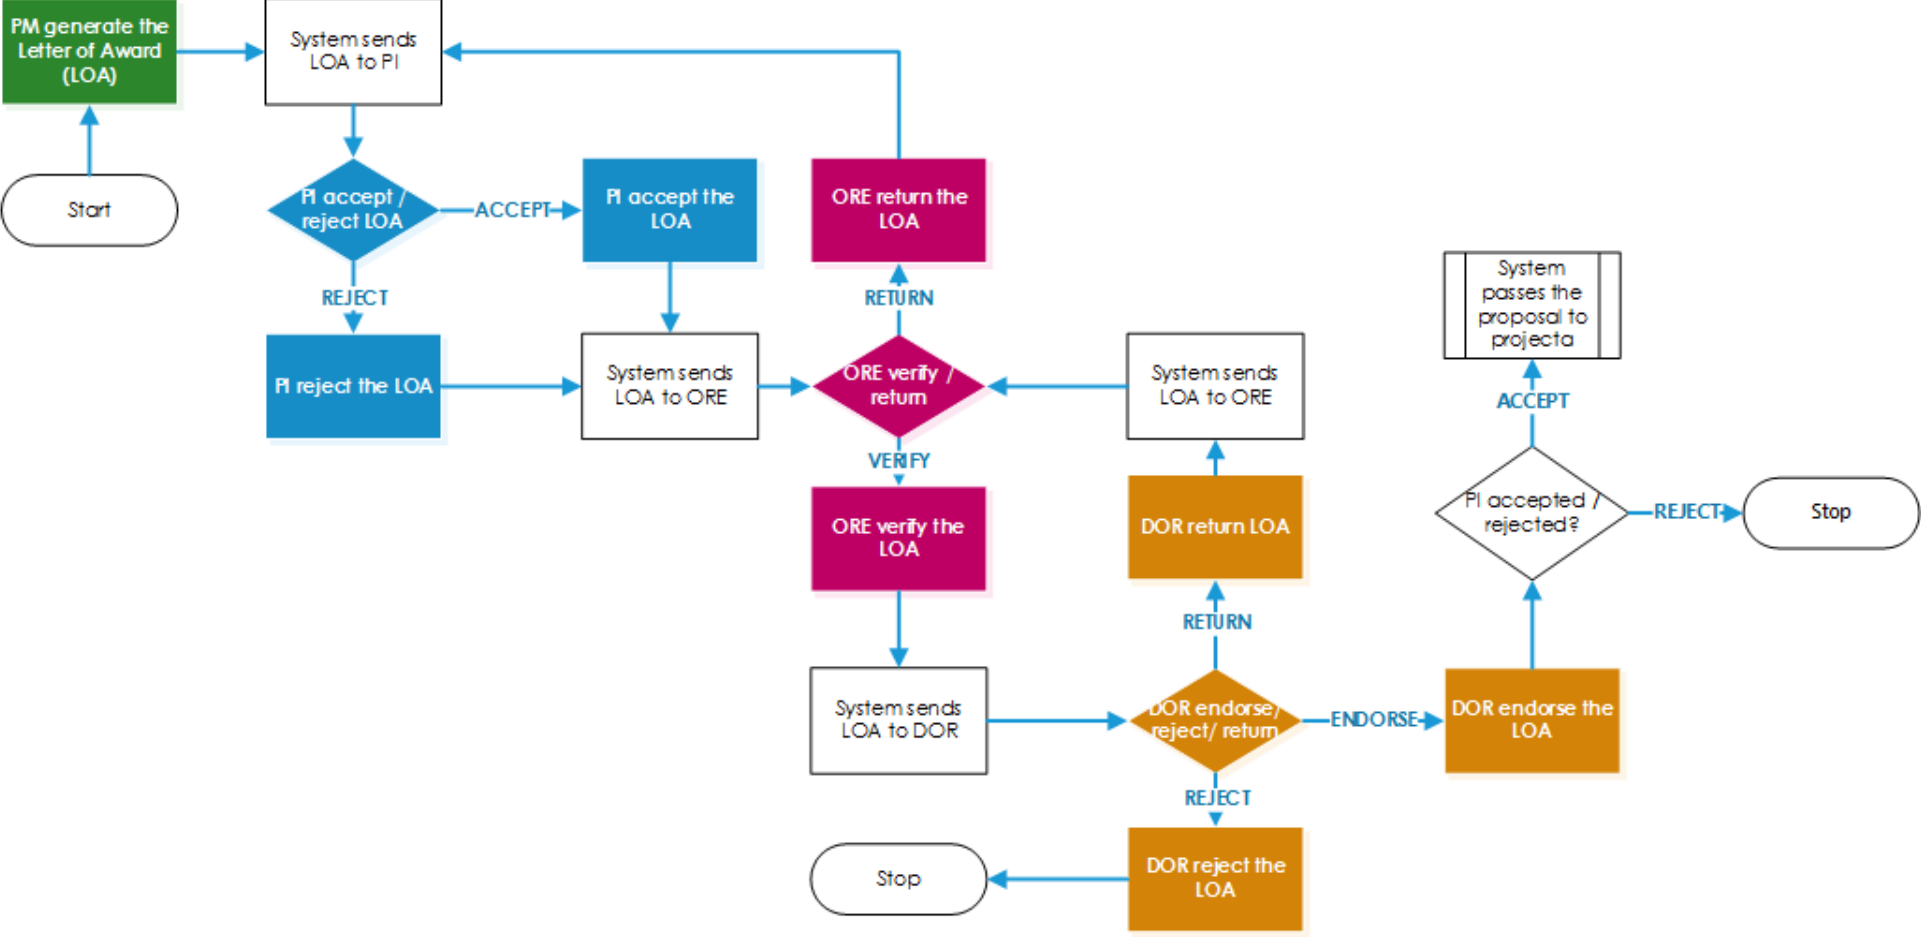 PM generate the
Letter of Award
(LOA)
System sends
LOA to PI
Start
PI accept /
reject LOA
ACCEPT
PI accept the
LOA
ORE return the
LOA
REJECT
RETURN
System
passes the
proposal to
projecta
PI reject the LOA
System sends
LOA to ORE
ORE verify /
return
System sends
LOA to ORE
ACCEPT
VERIFY
ORE verify the
LOA
DOR return LOA
PI accepted /
rejected?
REJECT
Stop
RETURN
System sends
LOA to DOR
DOR endorse/
reject/ return
ENDORSE
DOR endorse the
LOA
REJECT
Stop
DOR reject the
LOA